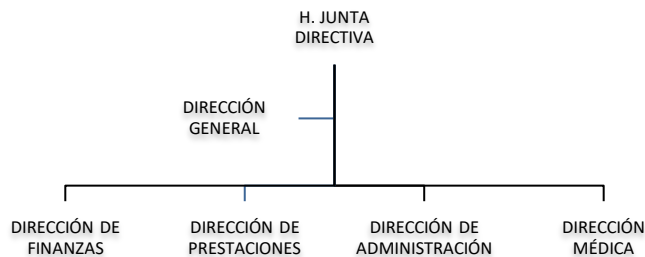 H. JUNTA
DIRECTIVA
DIRECCIÓN
GENERAL
DIRECCIÓN DE
FINANZAS
DIRECCIÓN DE
PRESTACIONES
DIRECCIÓN DE
ADMINISTRACIÓN
DIRECCIÓN
MÉDICA